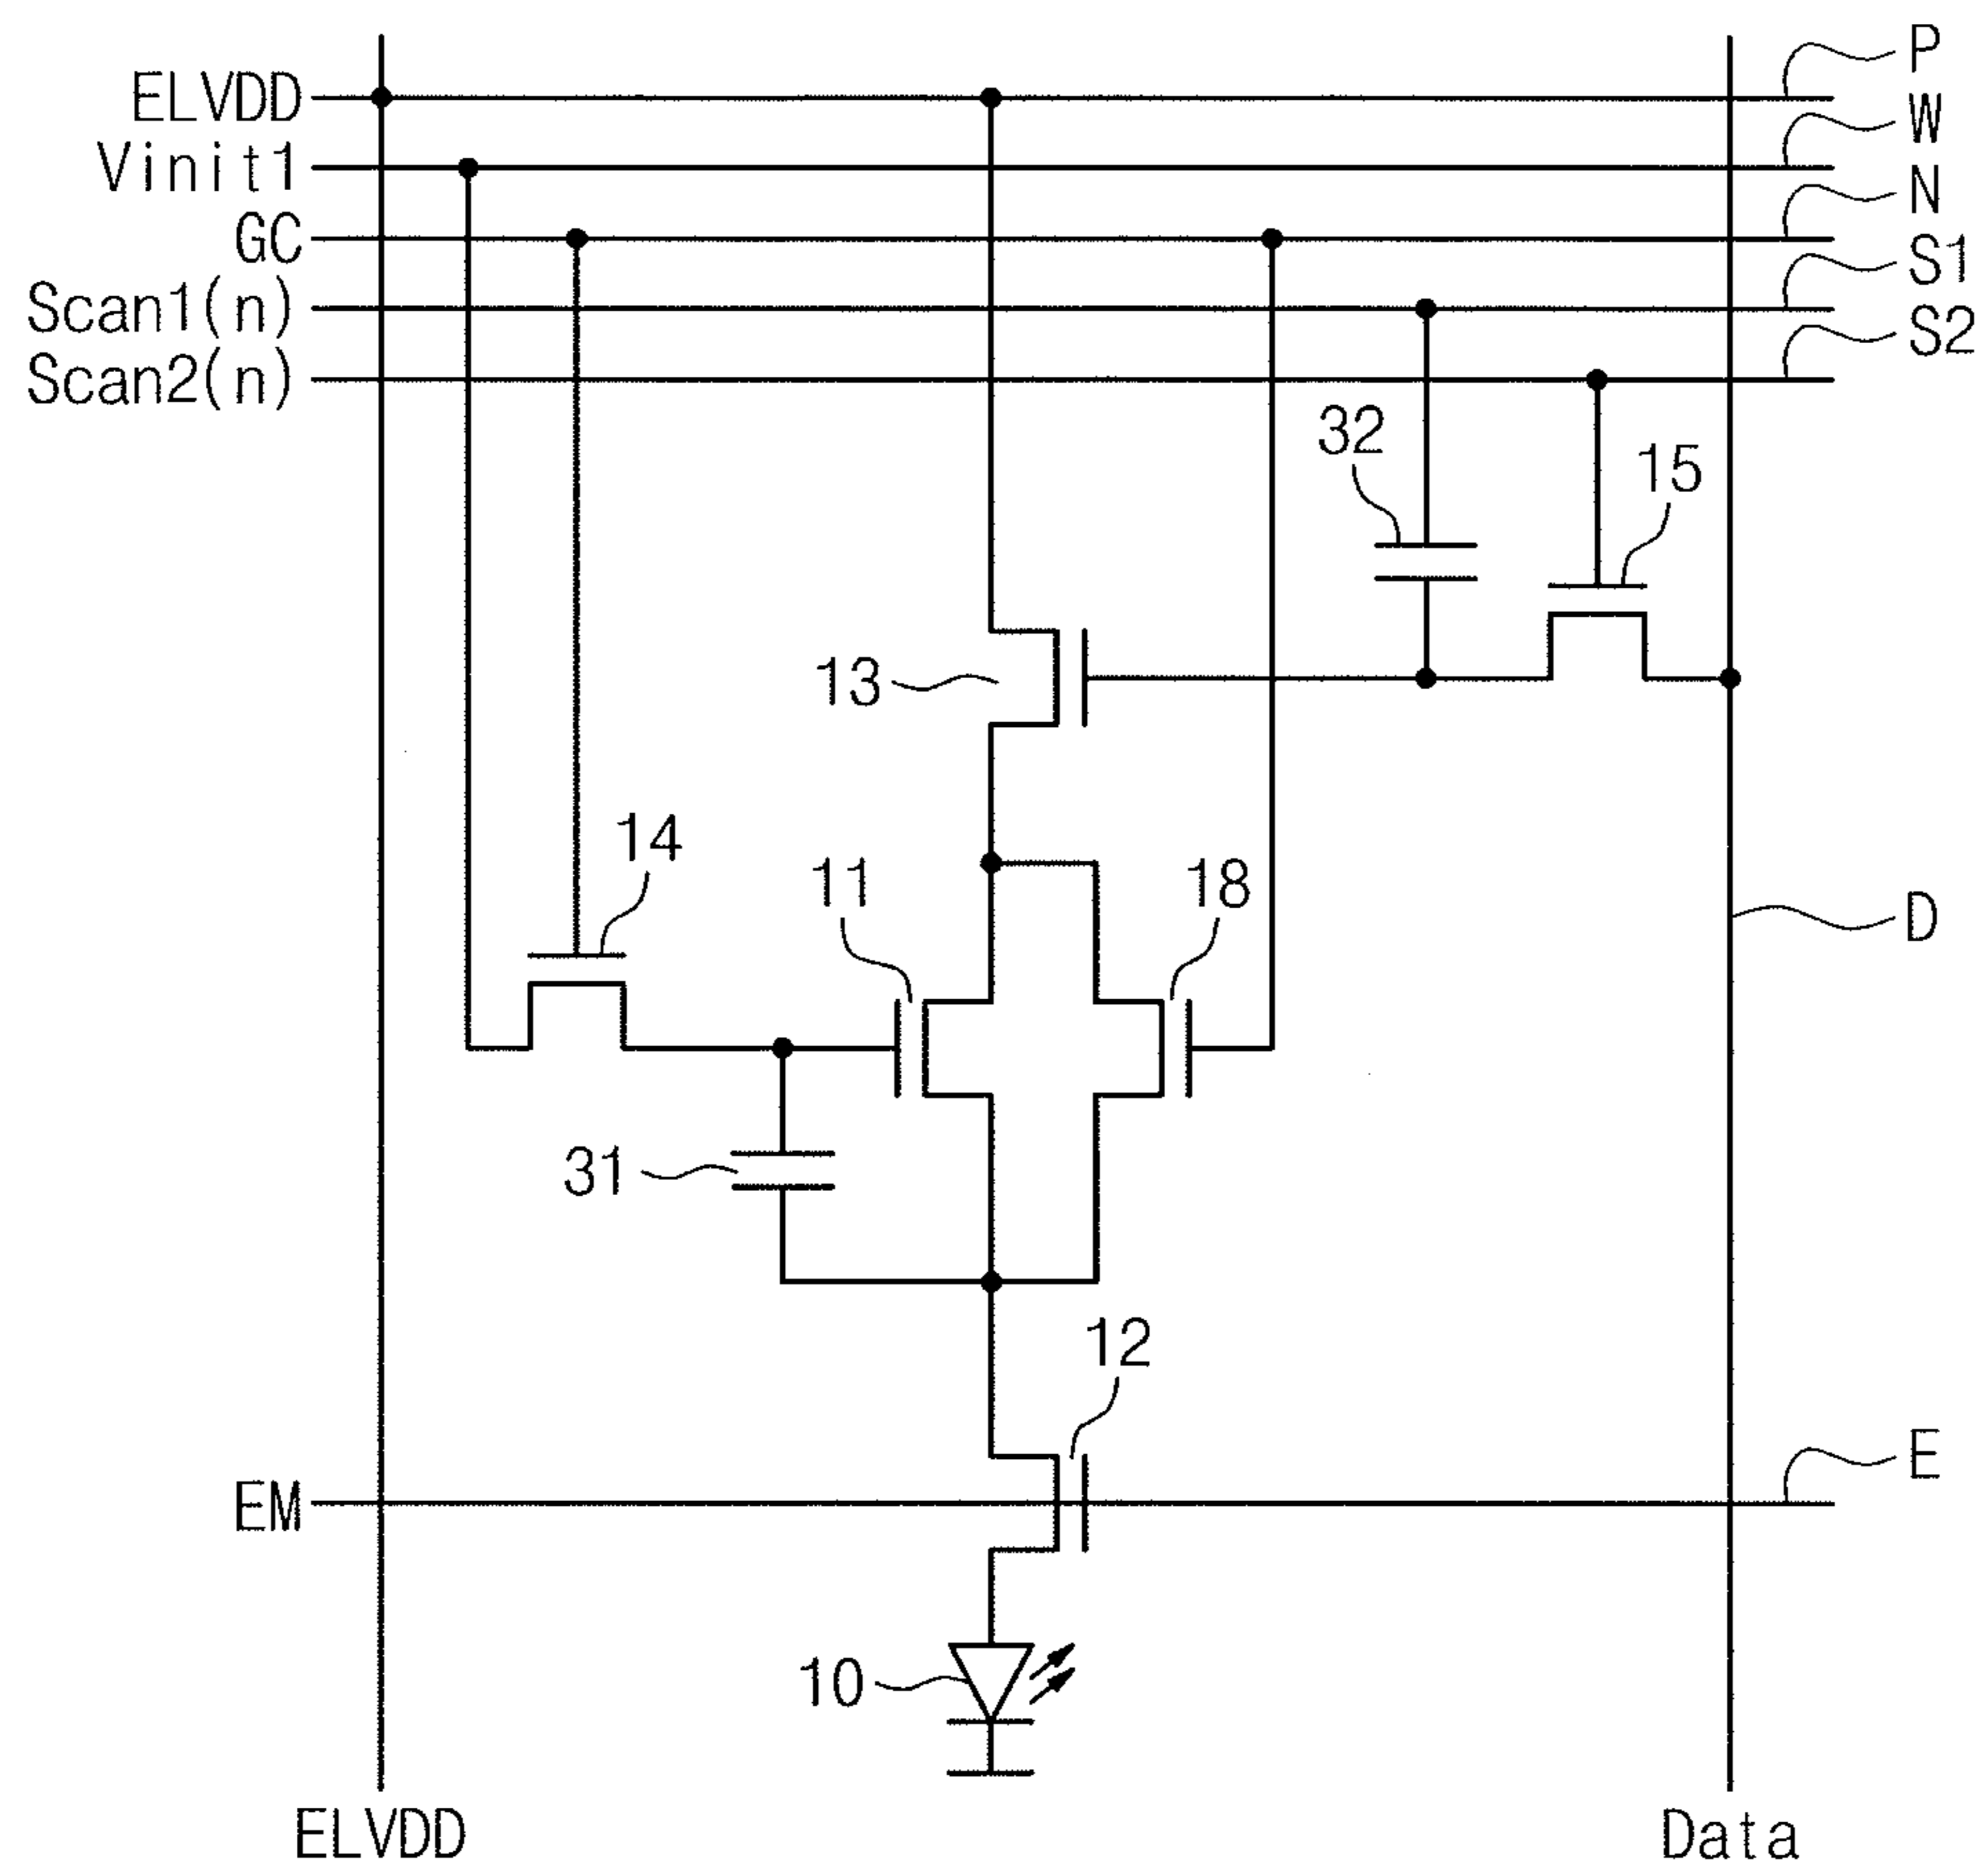 ELVDD
P
Vinit1
W
GC
N
Scan1(n)
S1
Scan2(n)
S2
32
15
13
14
11
18
D
31
12
EM
E
10
ELVDD
Data